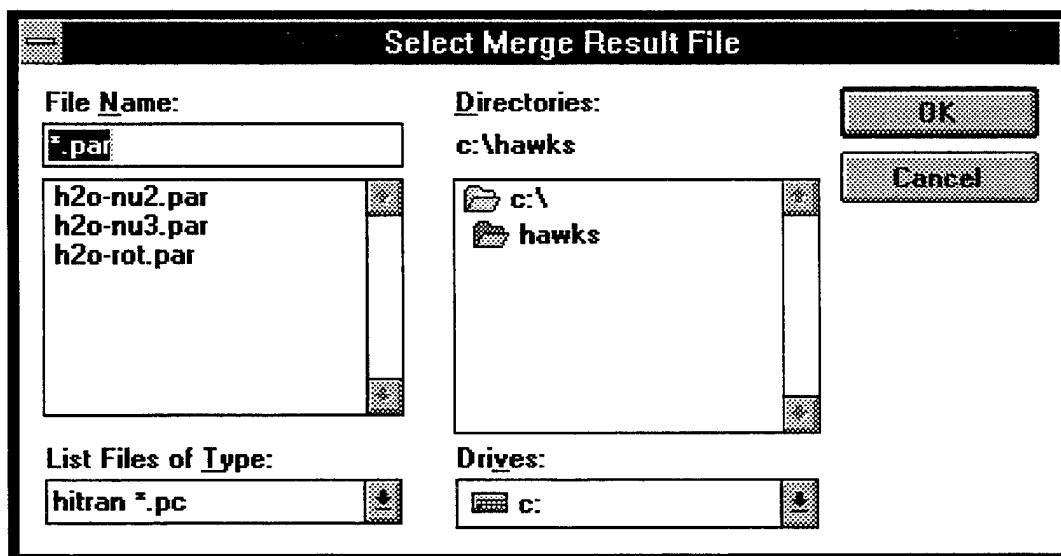 Select Merge Result File
File Name:
*.par
h2o-nu2.par
h2o-nu3.par
h2o-rot.par
List Files of Type:
hitran *.pc
Directories:
c:\hawks
c:\
hawks
Drives:
c:
OK
Cancel